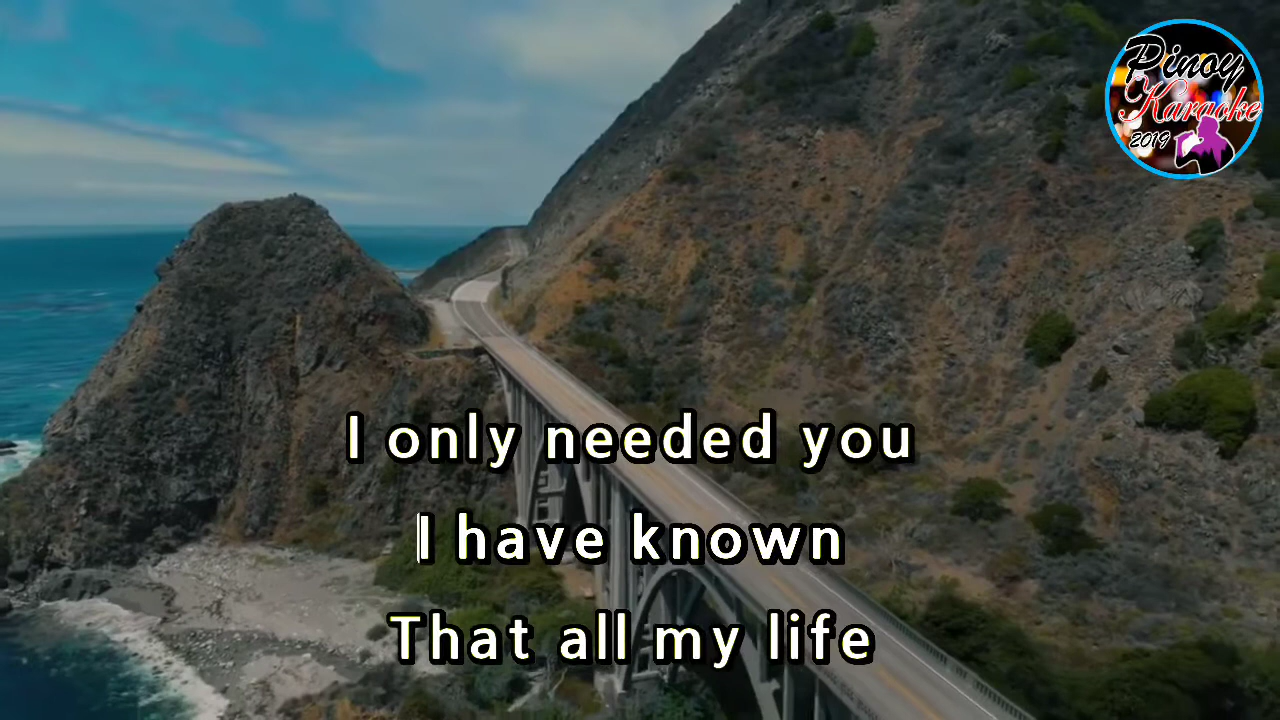 Pinoy
Karaoke
2019
I only needed you
I have known
That all my life